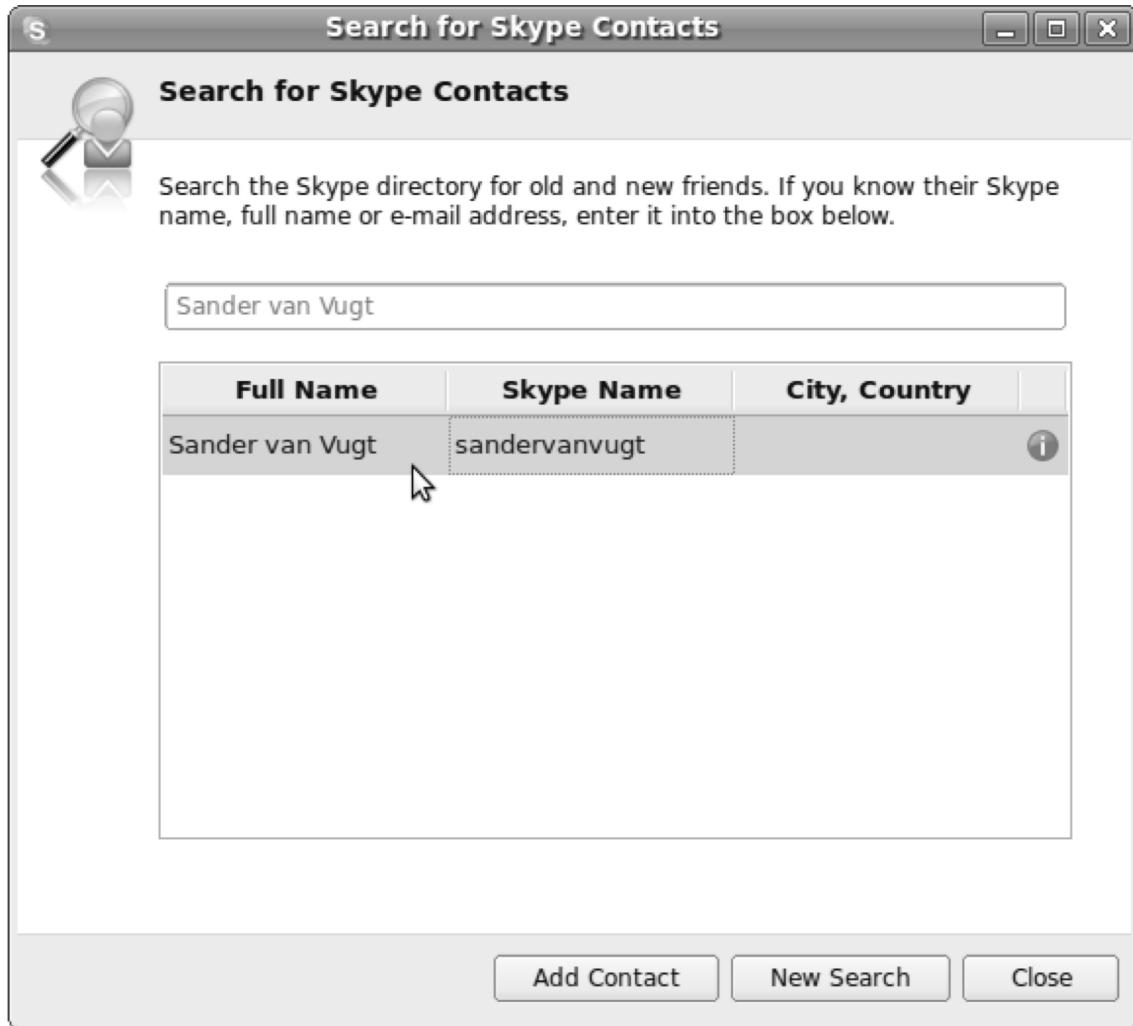 S
Search for Skype Contacts
Search for Skype Contacts
Search the Skype directory for old and new friends. If you know their Skype
name, full name or e-mail address, enter it into the box below.
Sander van Vugt
Full Name Skype Name City, Country
Sander van Vugt sandervanvugt i
Add Contact New Search Close